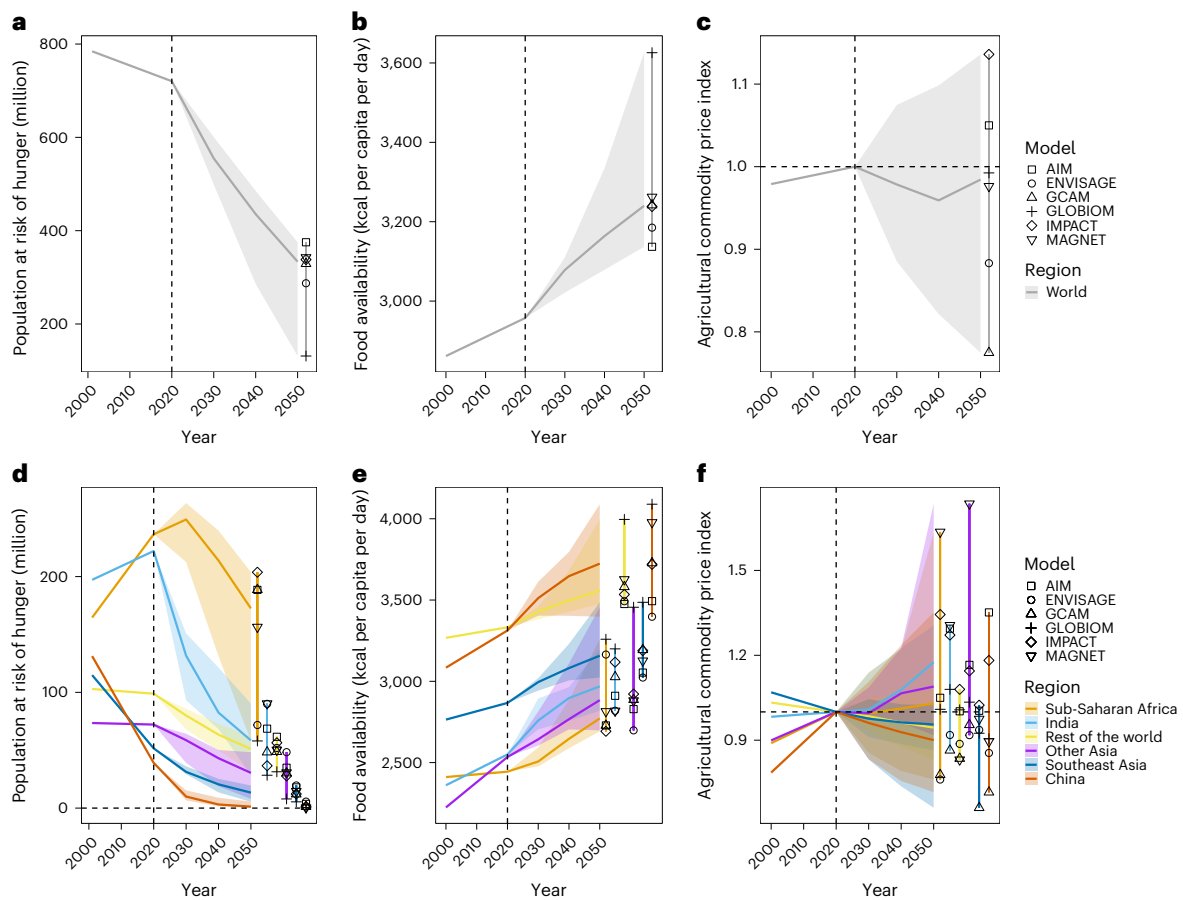 a
Population at risk of hunger (million)
800
600
400
200
2000
2010
2020
2030
2040
2050
Year
b
Food availability (kcal per capita per day)
3,600
3,400
3,200
3,000
2000
2010
2020
2030
2040
2050
Year
c
Agricultural commodity price index
1.1
1.0
0.9
0.8
2000
2010
2020
2030
2040
2050
Year
Model
AIM
ENVISAGE
GCAM
GLOBIOM
IMPACT
MAGNET
Region
World
d
Population at risk of hunger (million)
200
100
0
2000
2010
2020
2030
2040
2050
Year
e
Food availability (kcal per capita per day)
4,000
3,500
3,000
2,500
2000
2010
2020
2030
2040
2050
Year
f
Agricultural commodity price index
1.5
1.2
0.9
2000
2010
2020
2030
2040
2050
Year
Model
AIM
ENVISAGE
GCAM
GLOBIOM
IMPACT
MAGNET
Region
Sub-Saharan Africa
India
Rest of the world
Other Asia
Southeast Asia
China